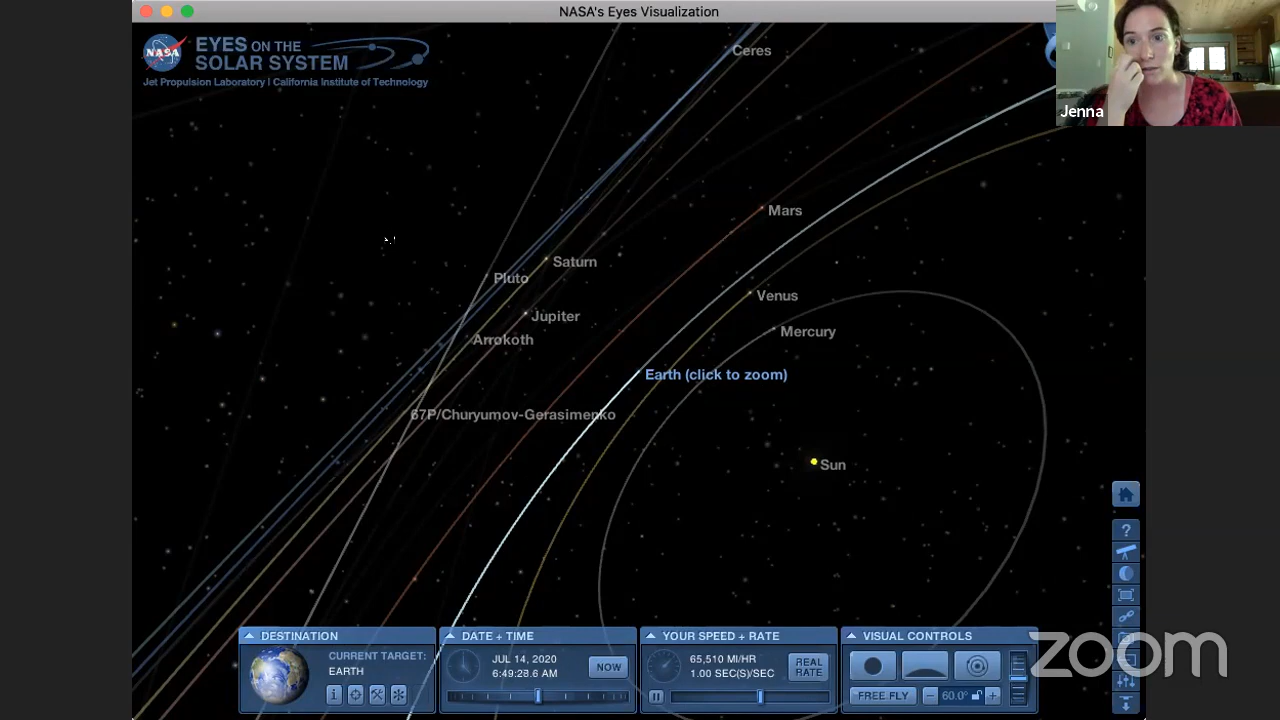 NASA's Eyes Visualization
NASA
EYES ON THE
SOLAR SYSTEM
Jet Propulsion Laboratory | California Institute of Technology
Ceres
Jenna
Mars
Saturn
Pluto
Venus
Jupiter
Mercury
Arrokoth
Earth (click to zoom)
67P/Churyumov-Gerasimenko
Sun
?
DESTINATION
CURRENT TARGET:
EARTH
DATE + TIME
JUL 14, 2020
6:49:28.6 AM
NOW
YOUR SPEED + RATE
65,510 MI/HR
1.00 SEC(S)/SEC
REAL
RATE
VISUAL CONTROLS
FREE FLY
60.0°
zoom